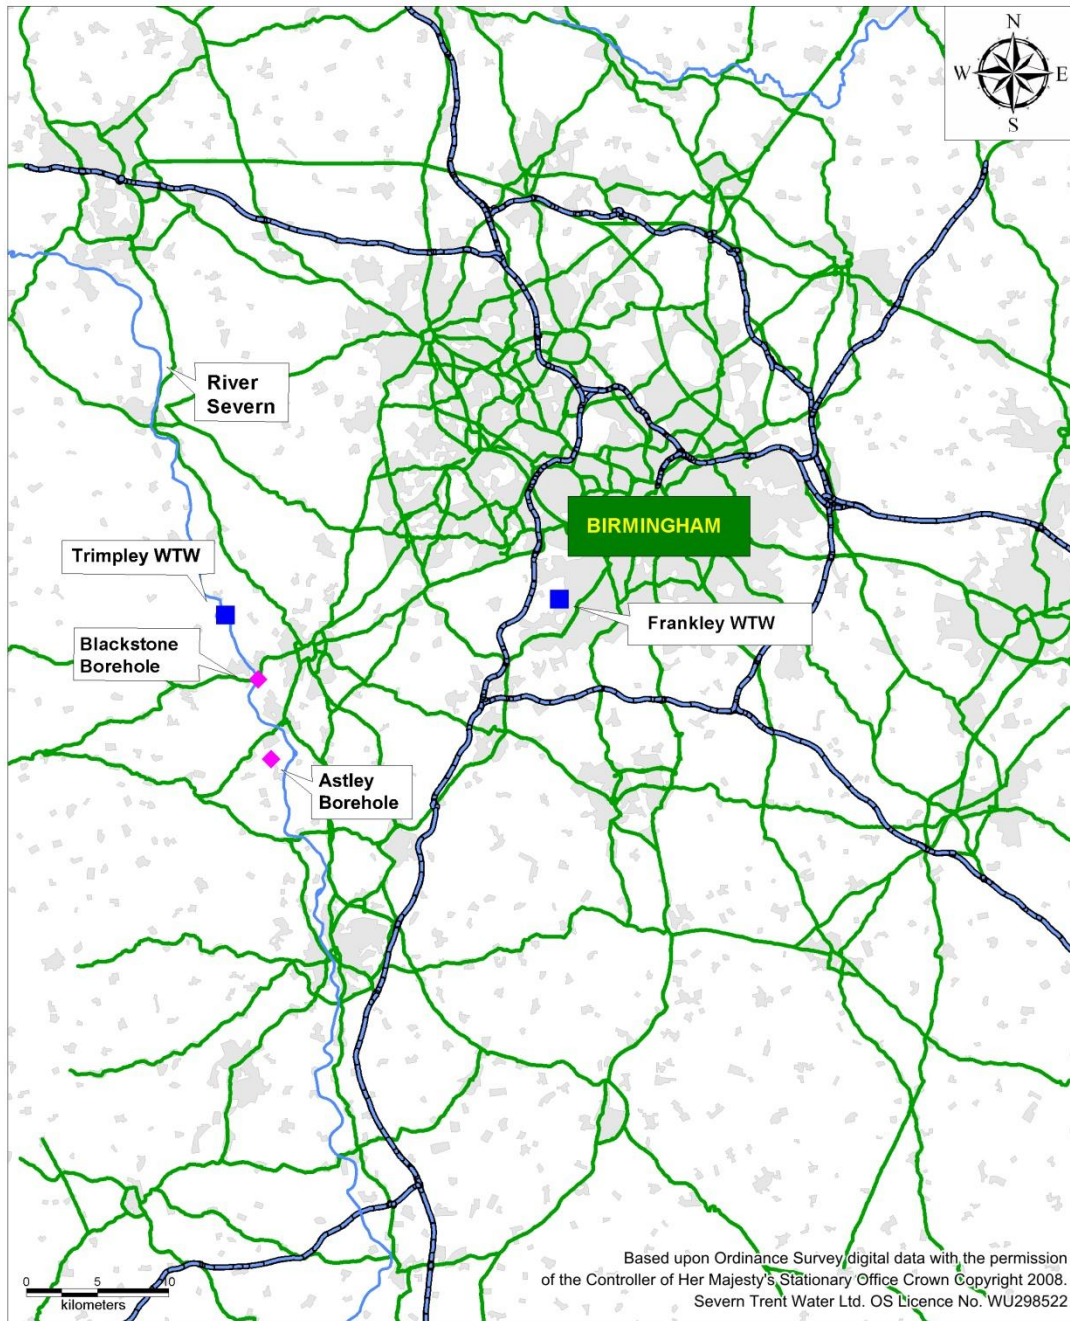 N
W E
S
River
Severn
BIRMINGHAM
Trimpley WTW
Frankley WTW
Blackstone
Borehole
Astley
Borehole
Based upon Ordinance Survey digital data with the permission
of the Controller of Her Majesty's Stationary Office Crown Copyright 2008.
Severn Trent Water Ltd. OS Licence No. WU298522
0 5 10
kilometers